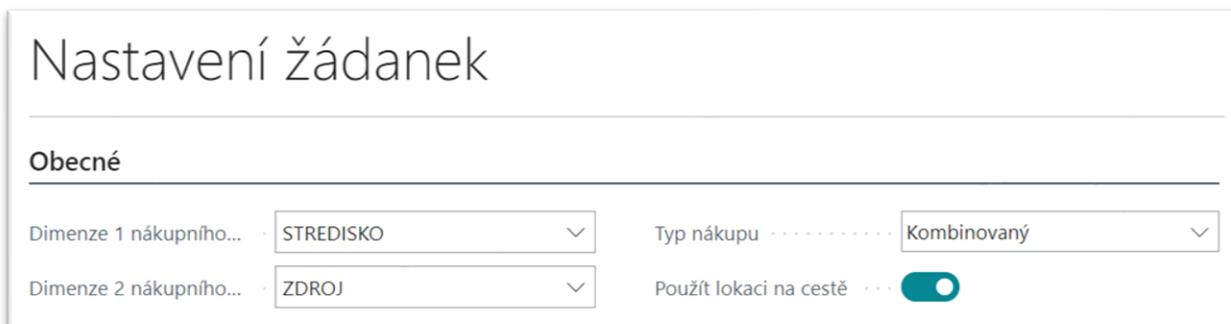 Nastavení žádanek
Obecné
Dimenze 1 nákupního... STREDISKO
Typ nákupu Kombinovaný
Dimenze 2 nákupního... ZDROJ
Použít lokaci na cestě